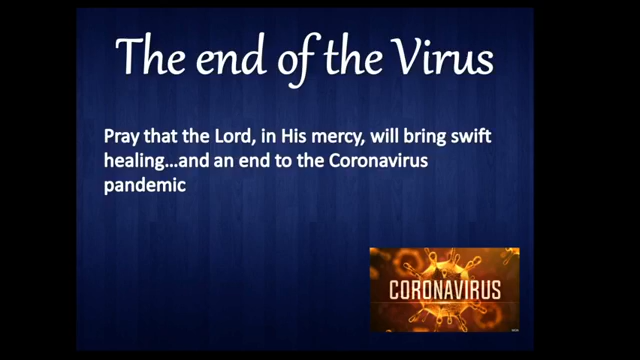 The end of the Virus
Pray that the Lord, in His mercy, will bring swift
healing...and an end to the Coronavirus
pandemic
CORONAVIRUS